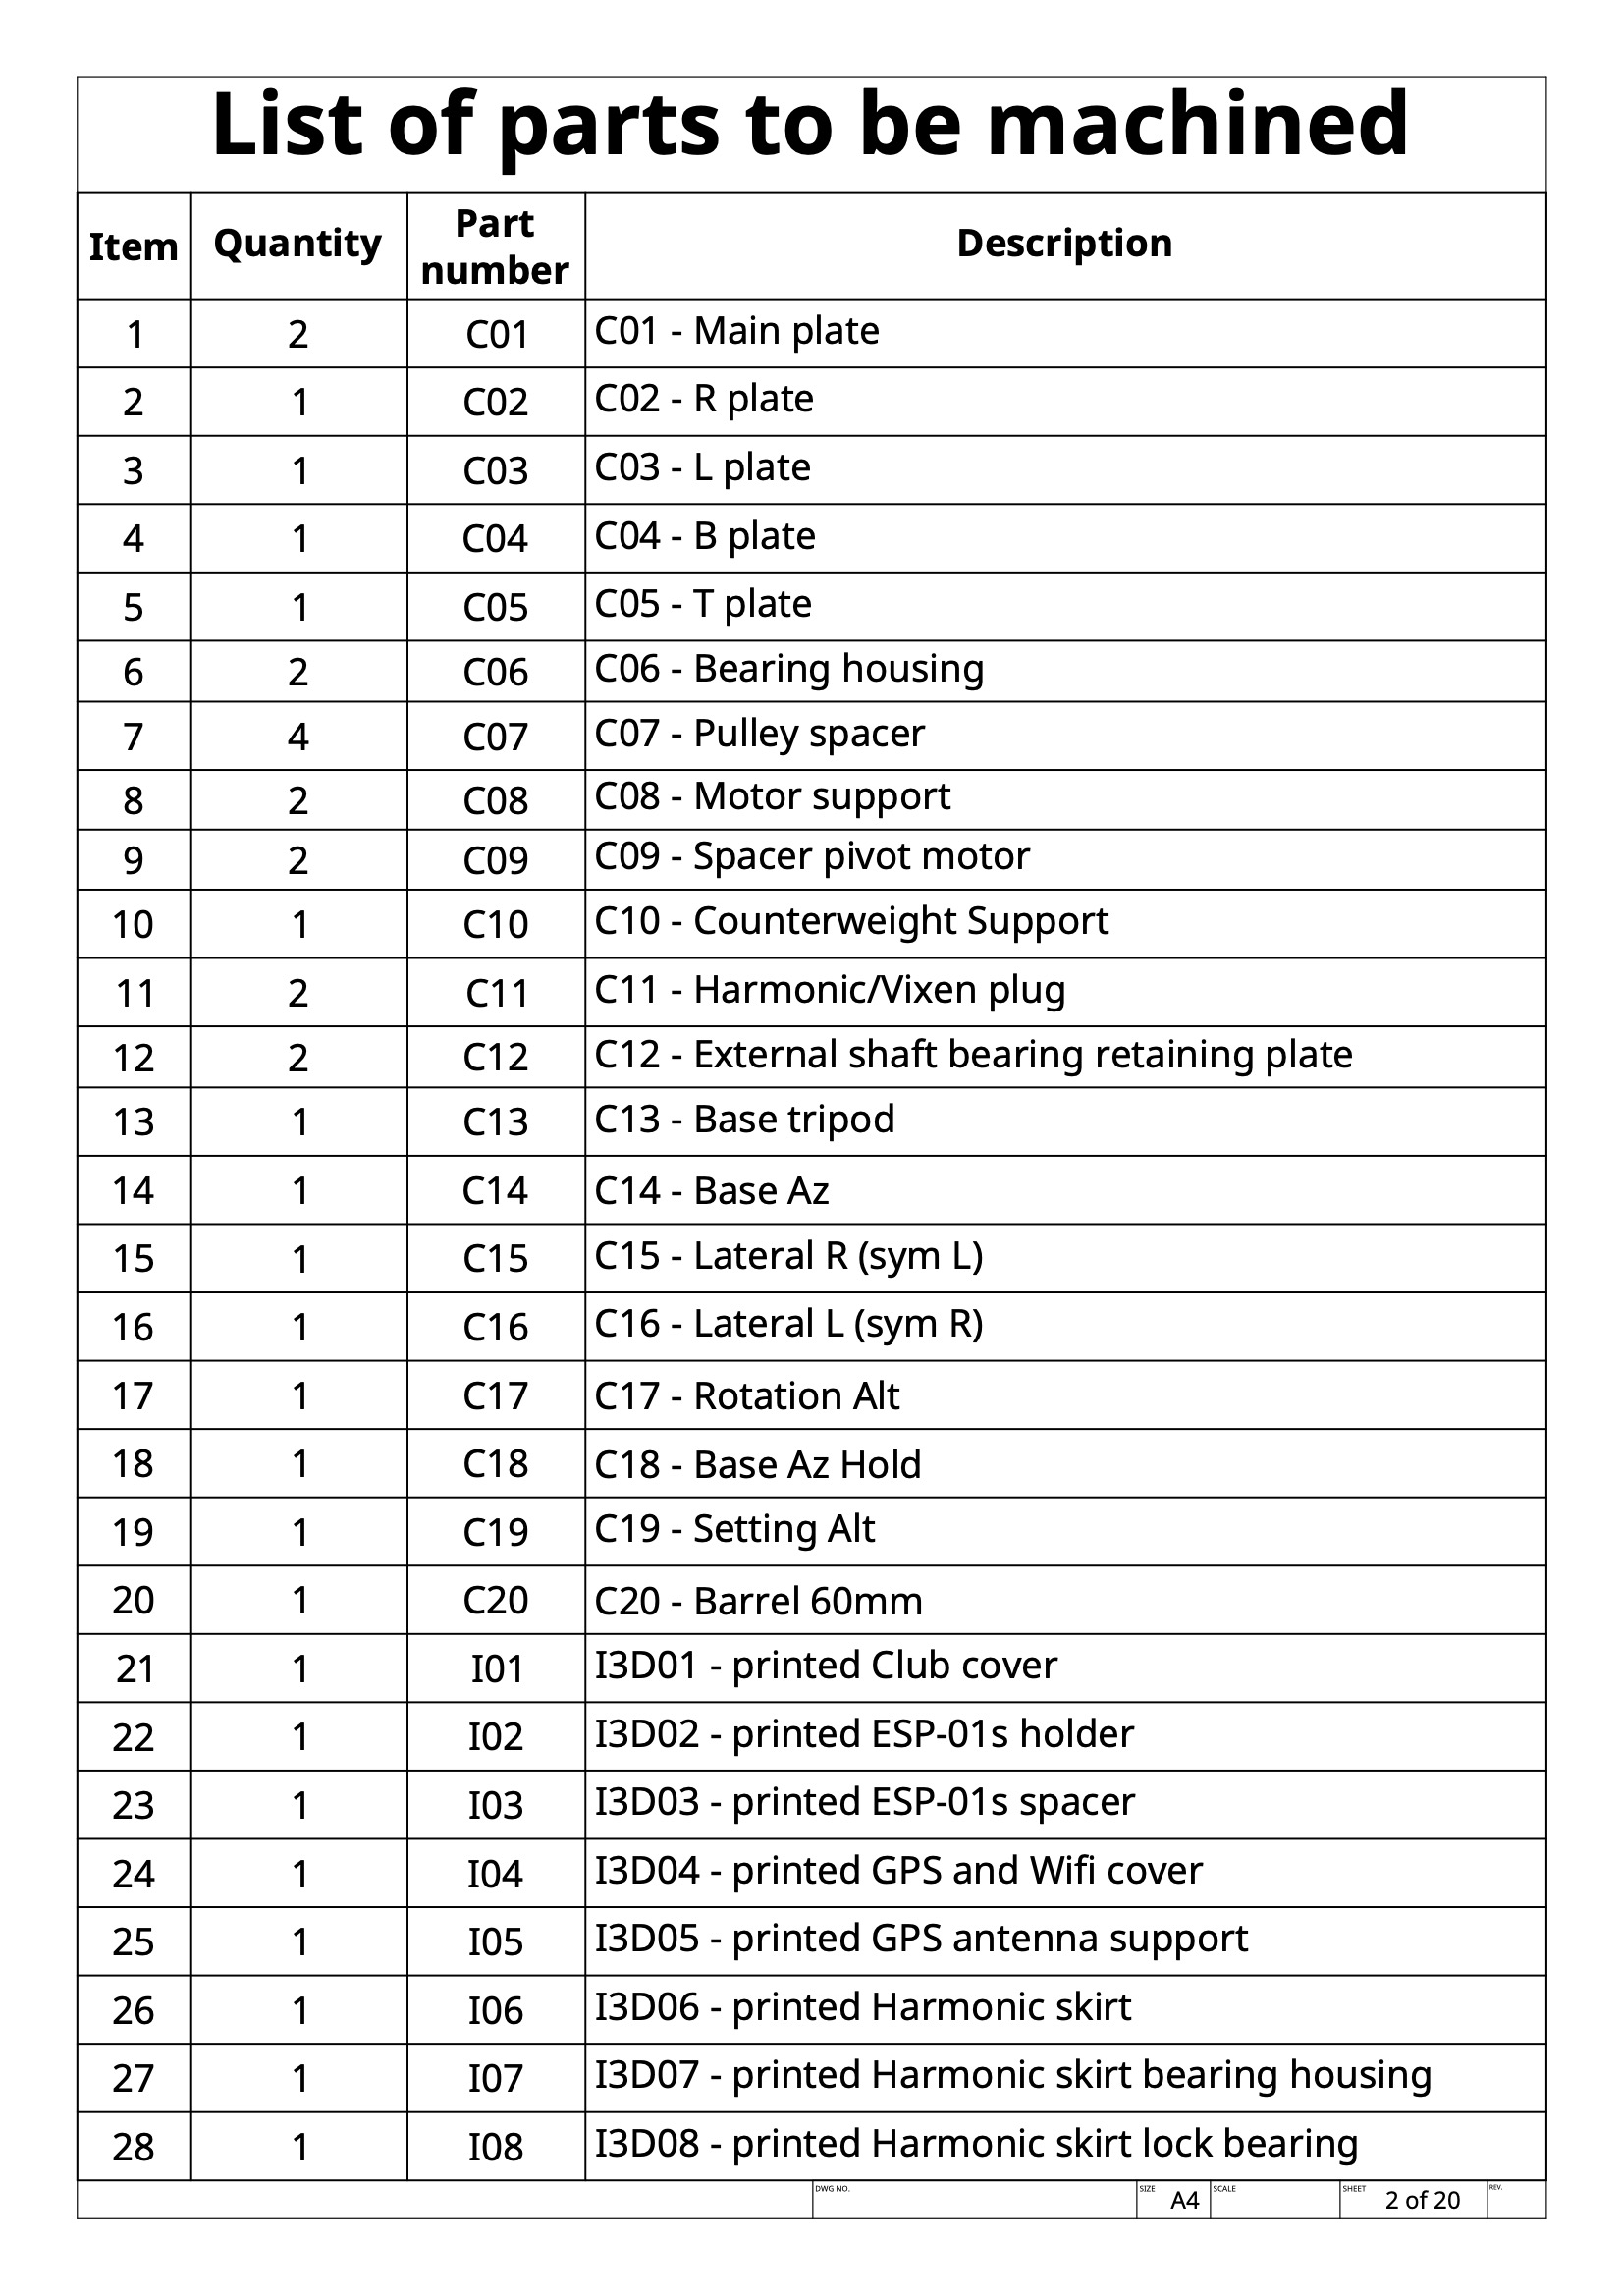 List of parts to be machined
Item Quantity Part number Description
1 2 C01 C01 - Main plate
2 1 C02 C02 - R plate
3 1 C03 C03 - L plate
4 1 C04 C04 - B plate
5 1 C05 C05 - T plate
6 2 C06 C06 - Bearing housing
7 4 C07 C07 - Pulley spacer
8 2 C08 C08 - Motor support
9 2 C09 C09 - Spacer pivot motor
10 1 C10 C10 - Counterweight Support
11 2 C11 C11 - Harmonic/Vixen plug
12 2 C12 C12 - External shaft bearing retaining plate
13 1 C13 C13 - Base tripod
14 1 C14 C14 - Base Az
15 1 C15 C15 - Lateral R (sym L)
16 1 C16 C16 - Lateral L (sym R)
17 1 C17 C17 - Rotation Alt
18 1 C18 C18 - Base Az Hold
19 1 C19 C19 - Setting Alt
20 1 C20 C20 - Barrel 60mm
21 1 I01 I3D01 - printed Club cover
22 1 I02 I3D02 - printed ESP-01s holder
23 1 I03 I3D03 - printed ESP-01s spacer
24 1 I04 I3D04 - printed GPS and Wifi cover
25 1 I05 I3D05 - printed GPS antenna support
26 1 I06 I3D06 - printed Harmonic skirt
27 1 I07 I3D07 - printed Harmonic skirt bearing housing
28 1 I08 I3D08 - printed Harmonic skirt lock bearing
DWG NO. SIZE A4 SCALE SHEET 2 of 20 REV.